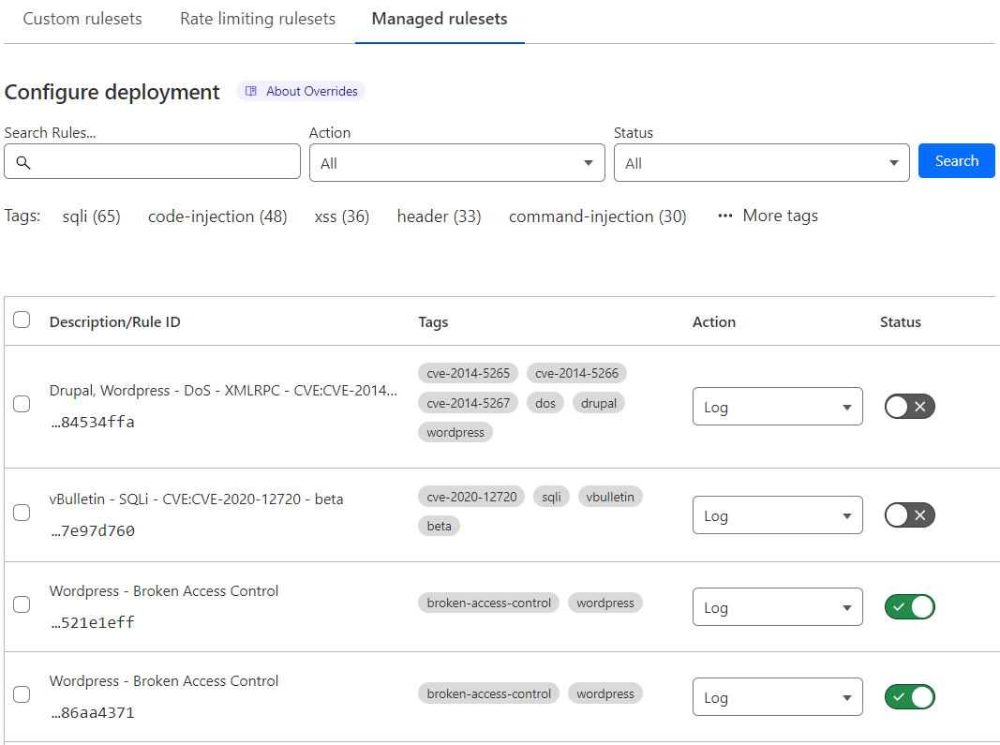 Custom rulesets Rate limiting rulesets Managed rulesets
Configure deployment About Overrides
Search Rules... Action Status
All All Search
Tags: sqli (65) code-injection (48) xss (36) header (33) command-injection (30) ••• More tags
Description/Rule ID Tags Action Status
Drupal, Wordpress - DoS - XMLRPC - CVE:CVE-2014...
...84534ffa
cve-2014-5265 cve-2014-5266
cve-2014-5267 dos drupal
wordpress
Log
vBulletin - SQLi - CVE:CVE-2020-12720 - beta
...7e97d760
cve-2020-12720 sqli vbulletin
beta
Log
Wordpress - Broken Access Control
...521e1eff
broken-access-control wordpress
Log
Wordpress - Broken Access Control
...86aa4371
broken-access-control wordpress
Log